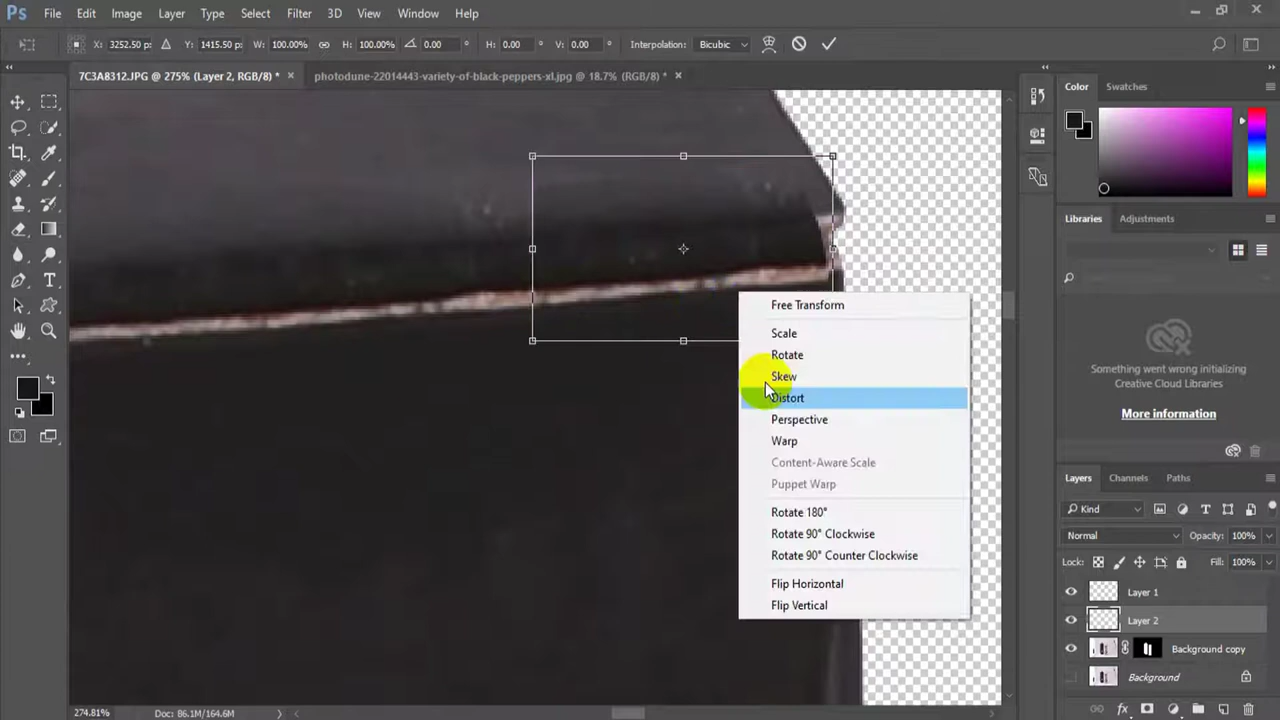 Ps File Edit Image Layer Type Select Filter 3D View Window Help
X: 3252.50 px Y: 1415.50 px W: 100.00% H: 100.00% 0.00 ° H: 0.00 ° V: 0.00 ° Interpolation: Bicubic
7C3A8312.JPG @ 275% (Layer 2, RGB/8) * photodune-22014443-variety-of-black-peppers-xl.jpg @ 18.7% (RGB/8) *
Color Swatches
Libraries Adjustments
Something went wrong initializing
Creative Cloud Libraries
More information
Free Transform
Scale
Rotate
Skew
Distort
Perspective
Warp
Content-Aware Scale
Puppet Warp
Rotate 180°
Rotate 90° Clockwise
Rotate 90° Counter Clockwise
Flip Horizontal
Flip Vertical
Layers Channels Paths
Kind
Normal Opacity: 100%
Lock: Fill: 100%
Layer 1
Layer 2
Background copy
Background
274.81% Doc: 86.1M/164.6M